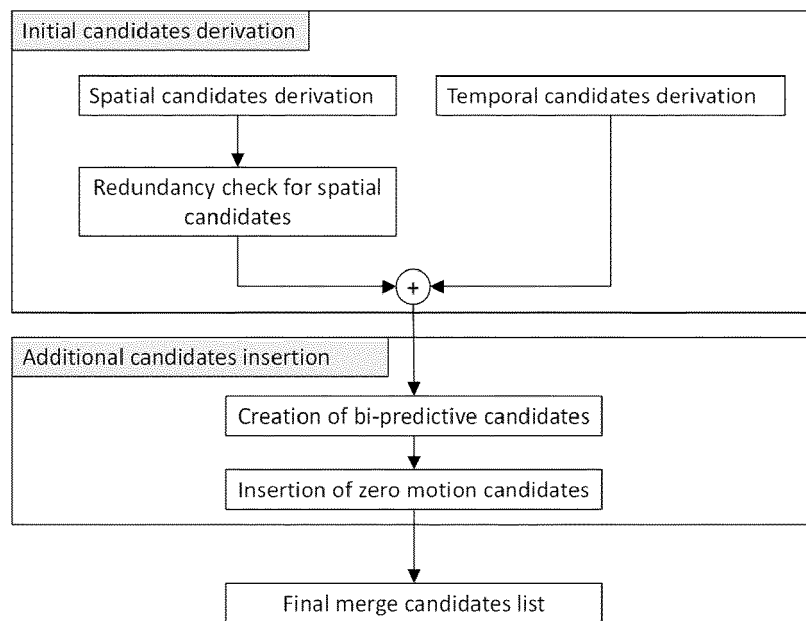 Initial candidates derivation
Spatial candidates derivation
Temporal candidates derivation
Redundancy check for spatial
candidates
+
Additional candidates insertion
Creation of bi-predictive candidates
Insertion of zero motion candidates
Final merge candidates list